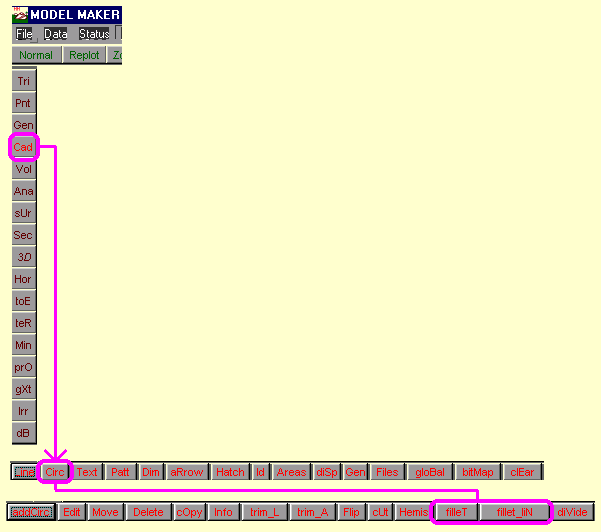 MODEL MAKER
File Data Status
Normal Replot Zo
Tri
Pnt
Gen
Cad
Vol
Ana
sUr
Sec
3D
Hor
toE
teR
Min
prO
gXt
Irr
dB
Line Circ Text Patt Dim aRrow Hatch Id Areas diSp Gen Files gloBal bitMap clEar
addCirc Edit Move Delete cOpy Info trim_L trim_A Flip cUt Hemis filleT fillet_liN diVide